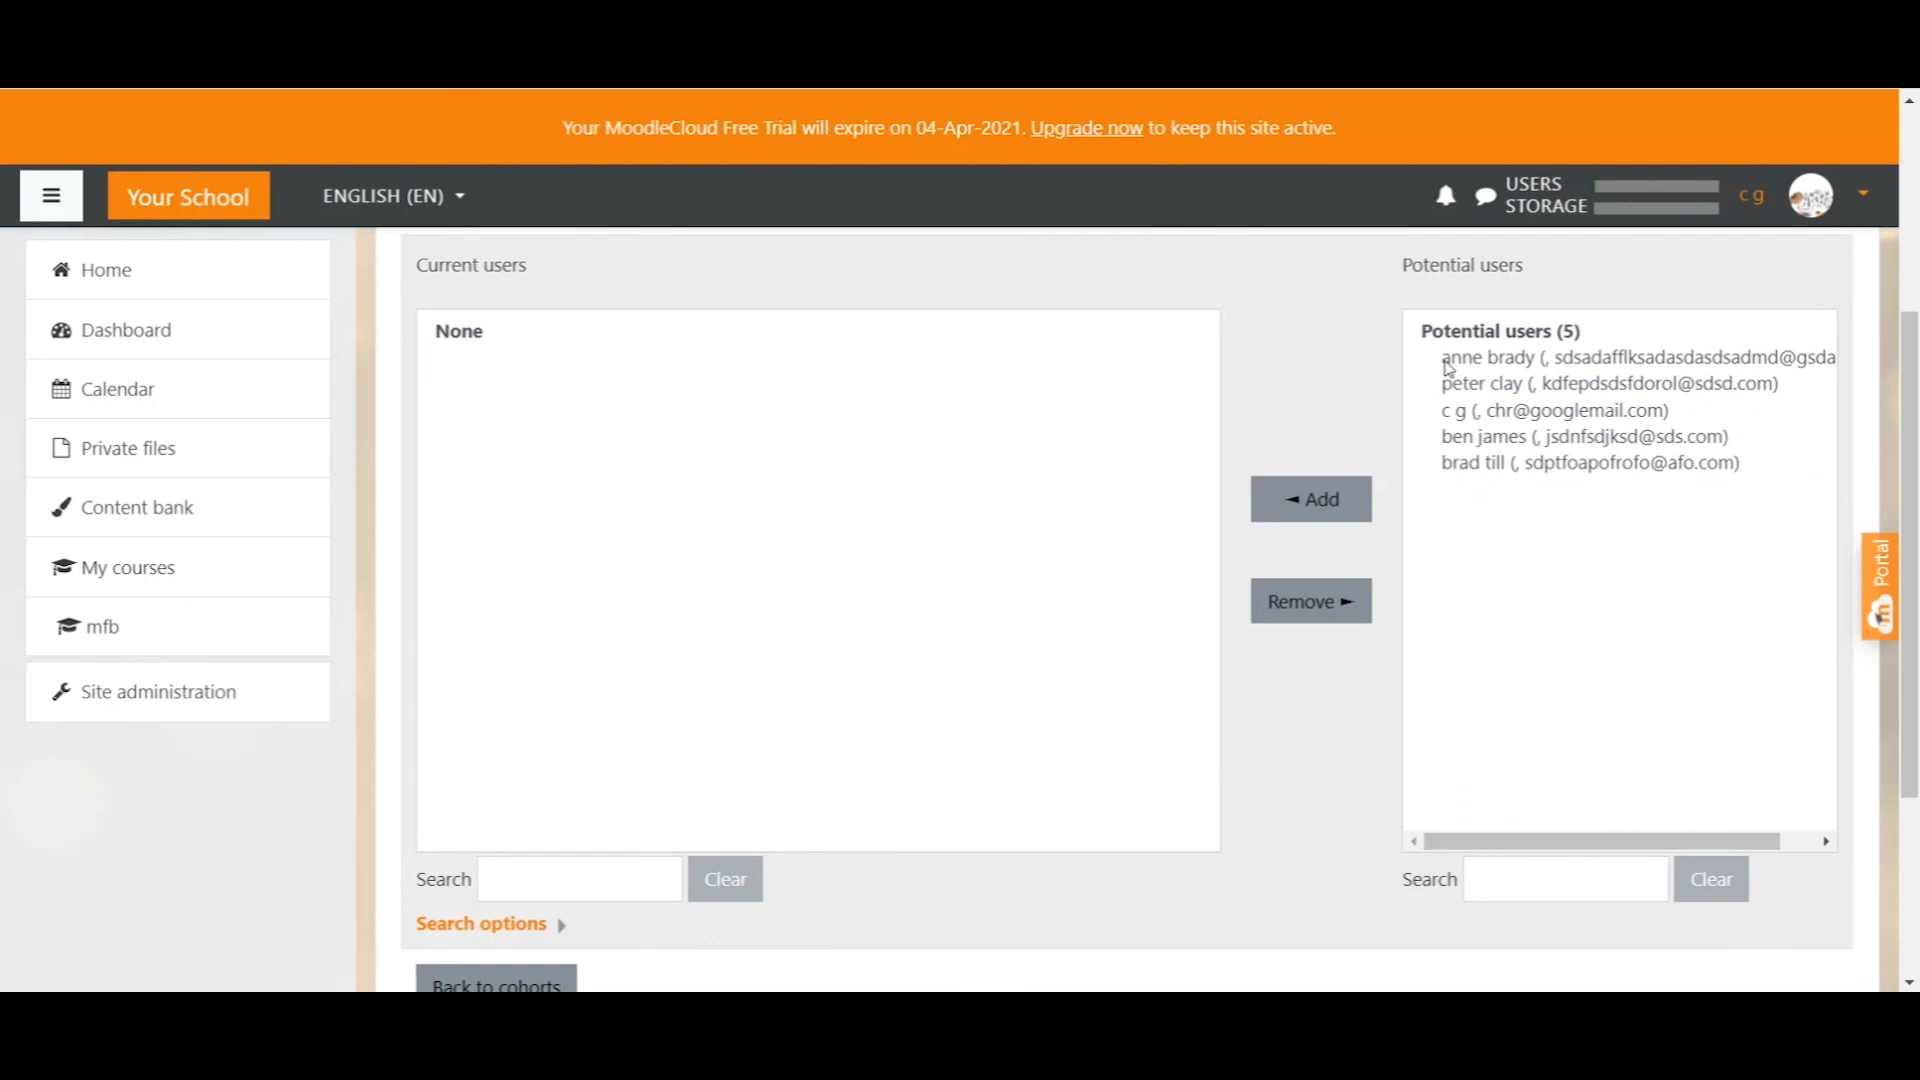 Your MoodleCloud Free Trial will expire on 04-Apr-2021. Upgrade now to keep this site active.
Your School
ENGLISH (EN)
USERS
STORAGE
c g
Home
Dashboard
Calendar
Private files
Content bank
My courses
mfb
Site administration
Current users
None
Add
Remove
Potential users
Potential users (5)
anne brady (, sdsadafflksadasdasdsadmd@gsda
peter clay (, kdfepdsdsfdorol@sdsd.com)
c g (, chr@googlemail.com)
ben james (, jsdnfsdjksd@sds.com)
brad till (, sdptfoapofrofo@afo.com)
Portal
Search
Clear
Search
Clear
Search options
Back to cohorts